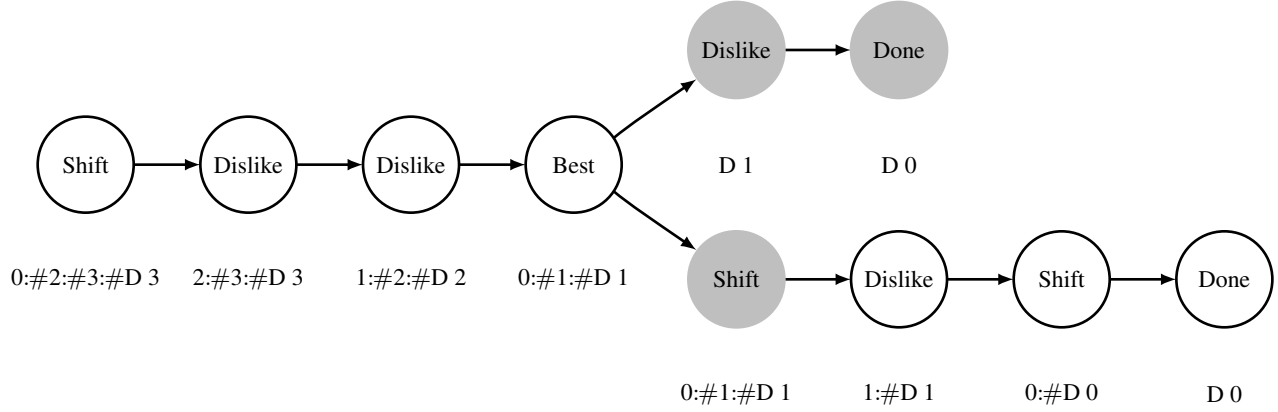 Dislike Done
Shift Dislike Dislike Best
D 1 D 0
0:#2:#3:#D 3 2:#3:#D 3 1:#2:#D 2 0:#1:#D 1
Shift Dislike Shift Done
0:#1:#D 1 1:#D 1 0:#D 0 D 0